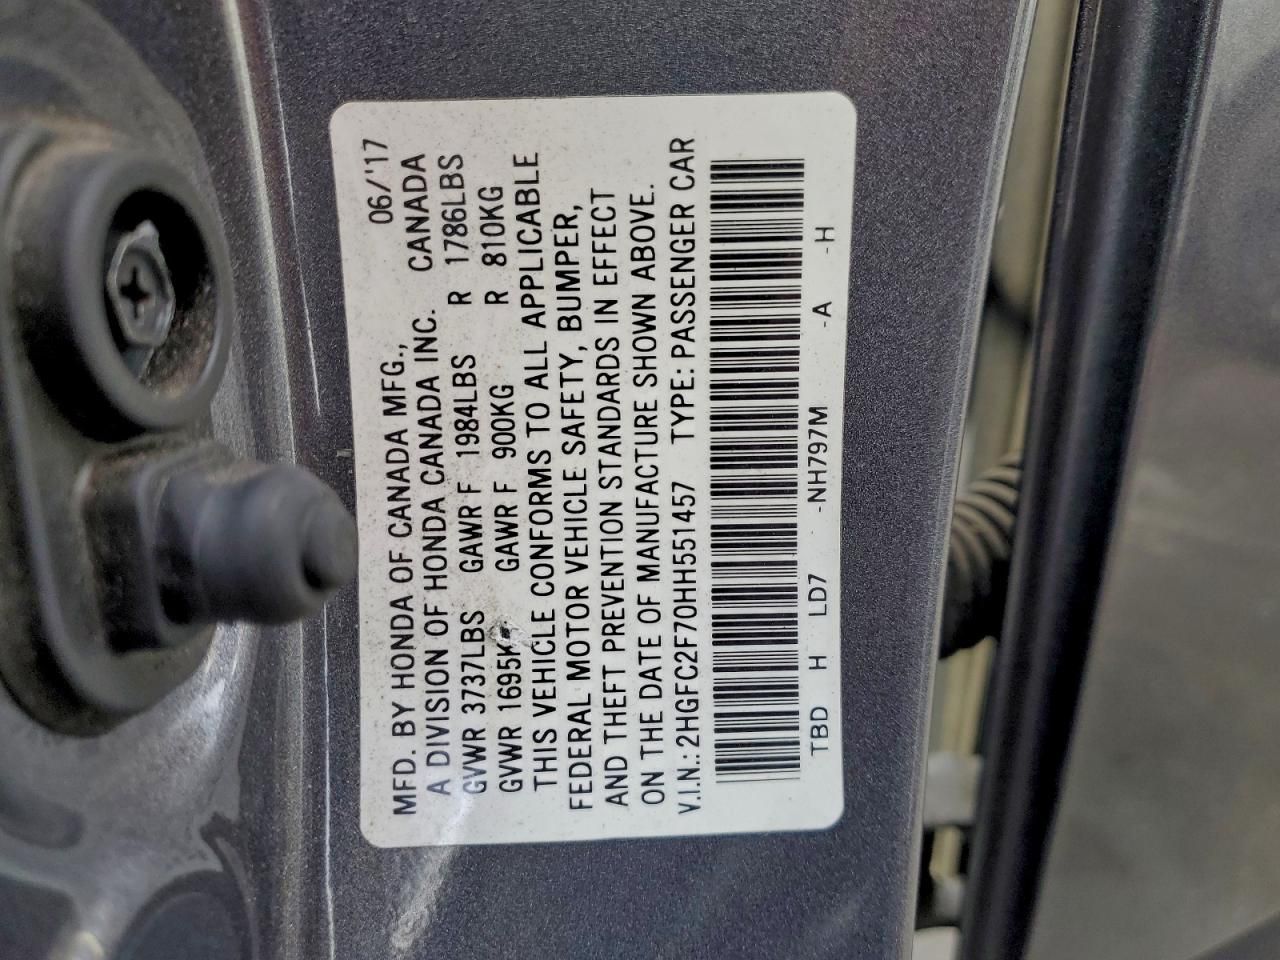 MFD. BY HONDA OF CANADA MFG., 06/'17
A DIVISION OF HONDA CANADA INC. CANADA
GVWR 3737LBS GAWR F 1984LBS R 1786LBS
GVWR 1695KG GAWR F 900KG R 810KG
THIS VEHICLE CONFORMS TO ALL APPLICABLE
FEDERAL MOTOR VEHICLE SAFETY, BUMPER,
AND THEFT PREVENTION STANDARDS IN EFFECT
ON THE DATE OF MANUFACTURE SHOWN ABOVE.
V.I.N.: 2HGFC2F70HH551457 TYPE: PASSENGER CAR
TBD H LD7 -NH797M -A -H